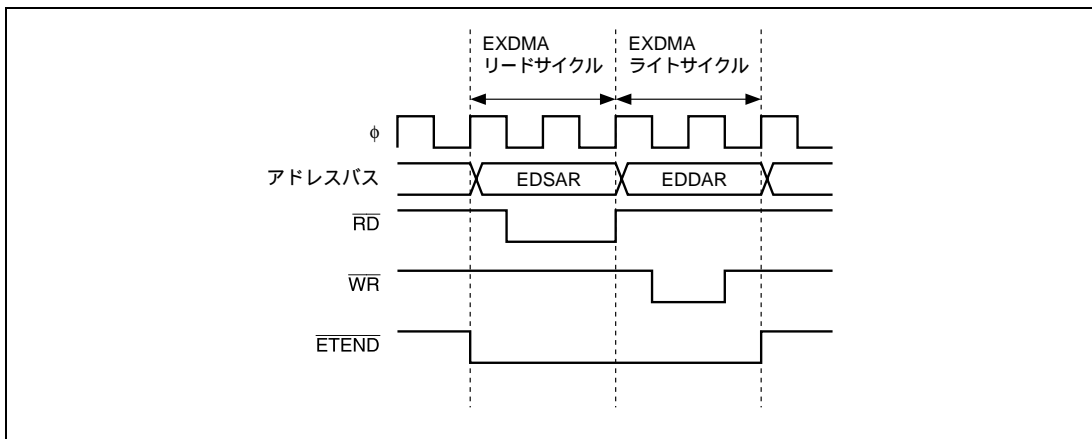 EXDMA
リードサイクル
EXDMA
ライトサイクル
φ
アドレスバス
EDSAR
EDDAR
RD
WR
ETEND